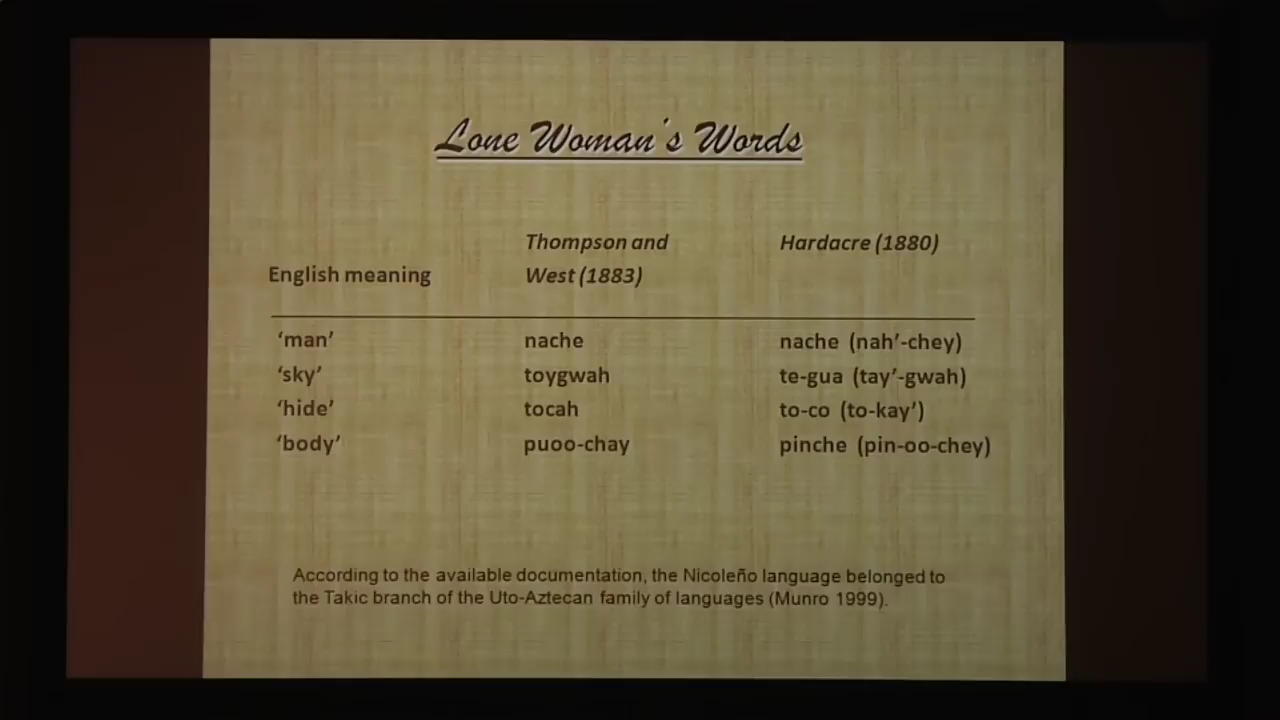 Lone Woman's Words
English meaning Thompson and West (1883) Hardacre (1880)
‘man’ nache nache (nah’-chey)
‘sky’ toygwah te-gua (tay’-gwah)
‘hide’ tocah to-co (to-kay’)
‘body’ puoo-chay pinche (pin-oo-chey)
According to the available documentation, the Nicoleño language belonged to
the Takic branch of the Uto-Aztecan family of languages (Munro 1999).